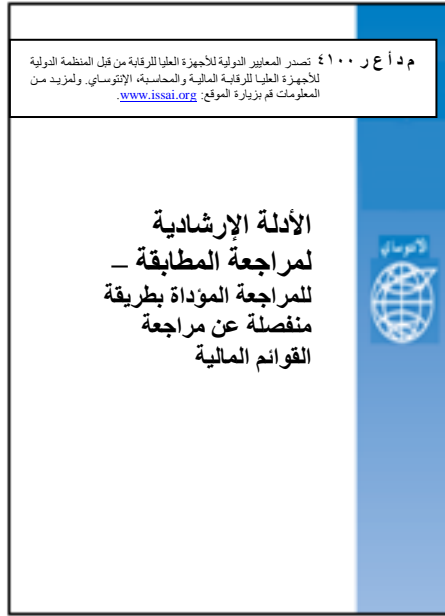 م د أ ع ر ٤١٠٠ تصدر المعايير الدولية للأجهزة العليا للرقابة من قبل المنظمة الدولية
للأجهزة العليا للرقابة المالية والمحاسبة، الإنتوساي. ولمزيد من
المعلومات قم بزيارة الموقع: www.issai.org.
الأدلة الإرشادية
لمراجعة المطابقة –
للمراجعة المؤداة بطريقة
منفصلة عن مراجعة
القوائم المالية
الانتوساي